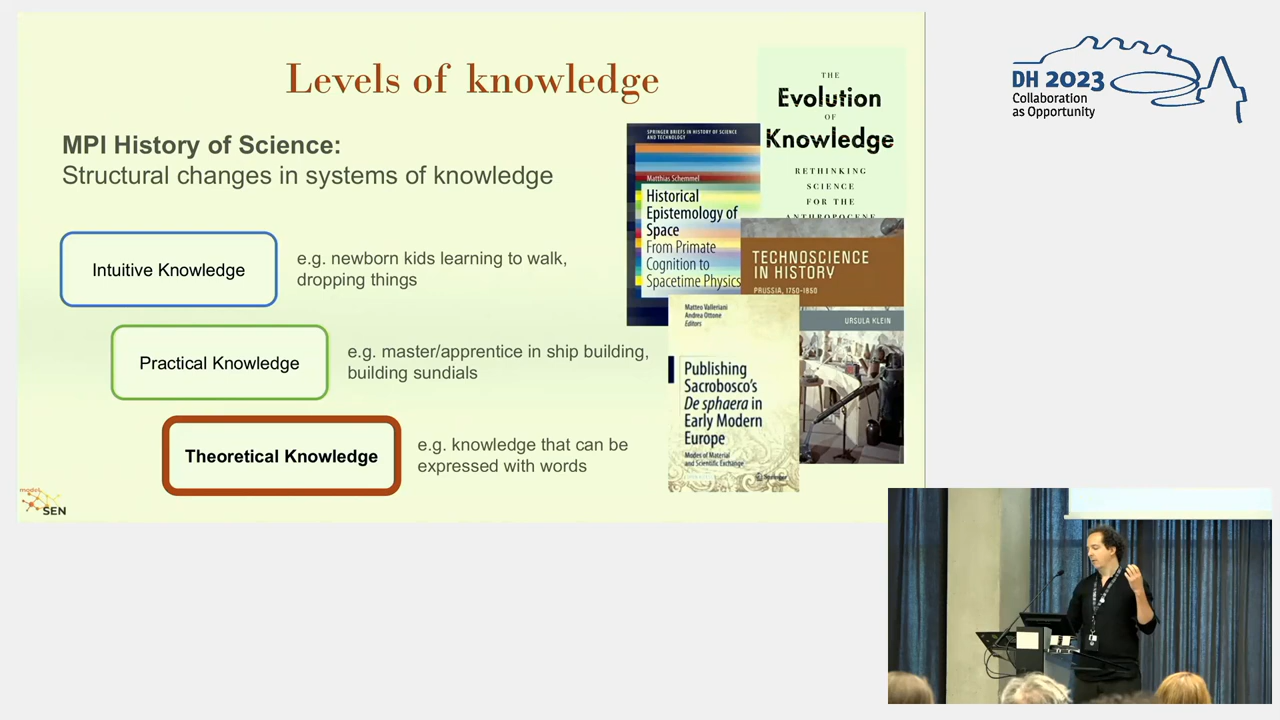 Levels of knowledge
MPI History of Science:
Structural changes in systems of knowledge
Intuitive Knowledge
e.g. newborn kids learning to walk,
dropping things
Practical Knowledge
e.g. master/apprentice in ship building,
building sundials
Theoretical Knowledge
e.g. knowledge that can be
expressed with words
model
SEN
THE
Evolution
OF
Knowledge
RETHINKING
SCIENCE
FOR THE
ANTHROPOCENE
SPRINGER BRIEFS IN HISTORY OF SCIENCE
AND TECHNOLOGY
Matthias Schemmel
Historical
Epistemology of
Space
From Primate
Cognition to
Spacetime Physics
TECHNOSCIENCE
IN HISTORY
PRUSSIA, 1750–1850
URSULA KLEIN
Matteo Valleriani
Andrea Ottone
Editors
Publishing
Sacrobosco's
De sphaera in
Early Modern
Europe
Modes of Material
and Scientific Exchange
Springer
DH 2023
Collaboration
as Opportunity